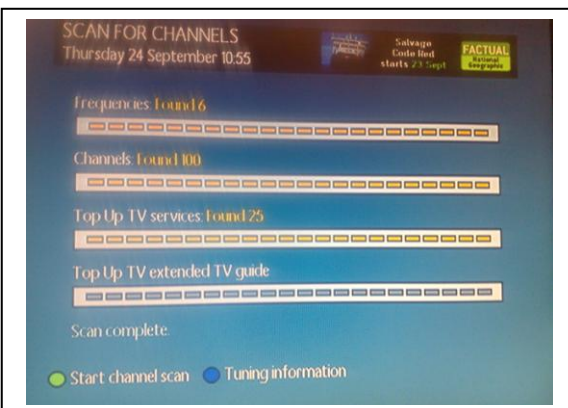 SCAN FOR CHANNELS
Thursday 24 September 10:55
Salvage
Code Red
starts 23 Sept
FACTUAL
National
Geographic
Frequencies: Found 6
Channels: Found 100
Top Up TV services: Found 25
Top Up TV extended TV guide
Scan complete.
Start channel scan
Tuning information